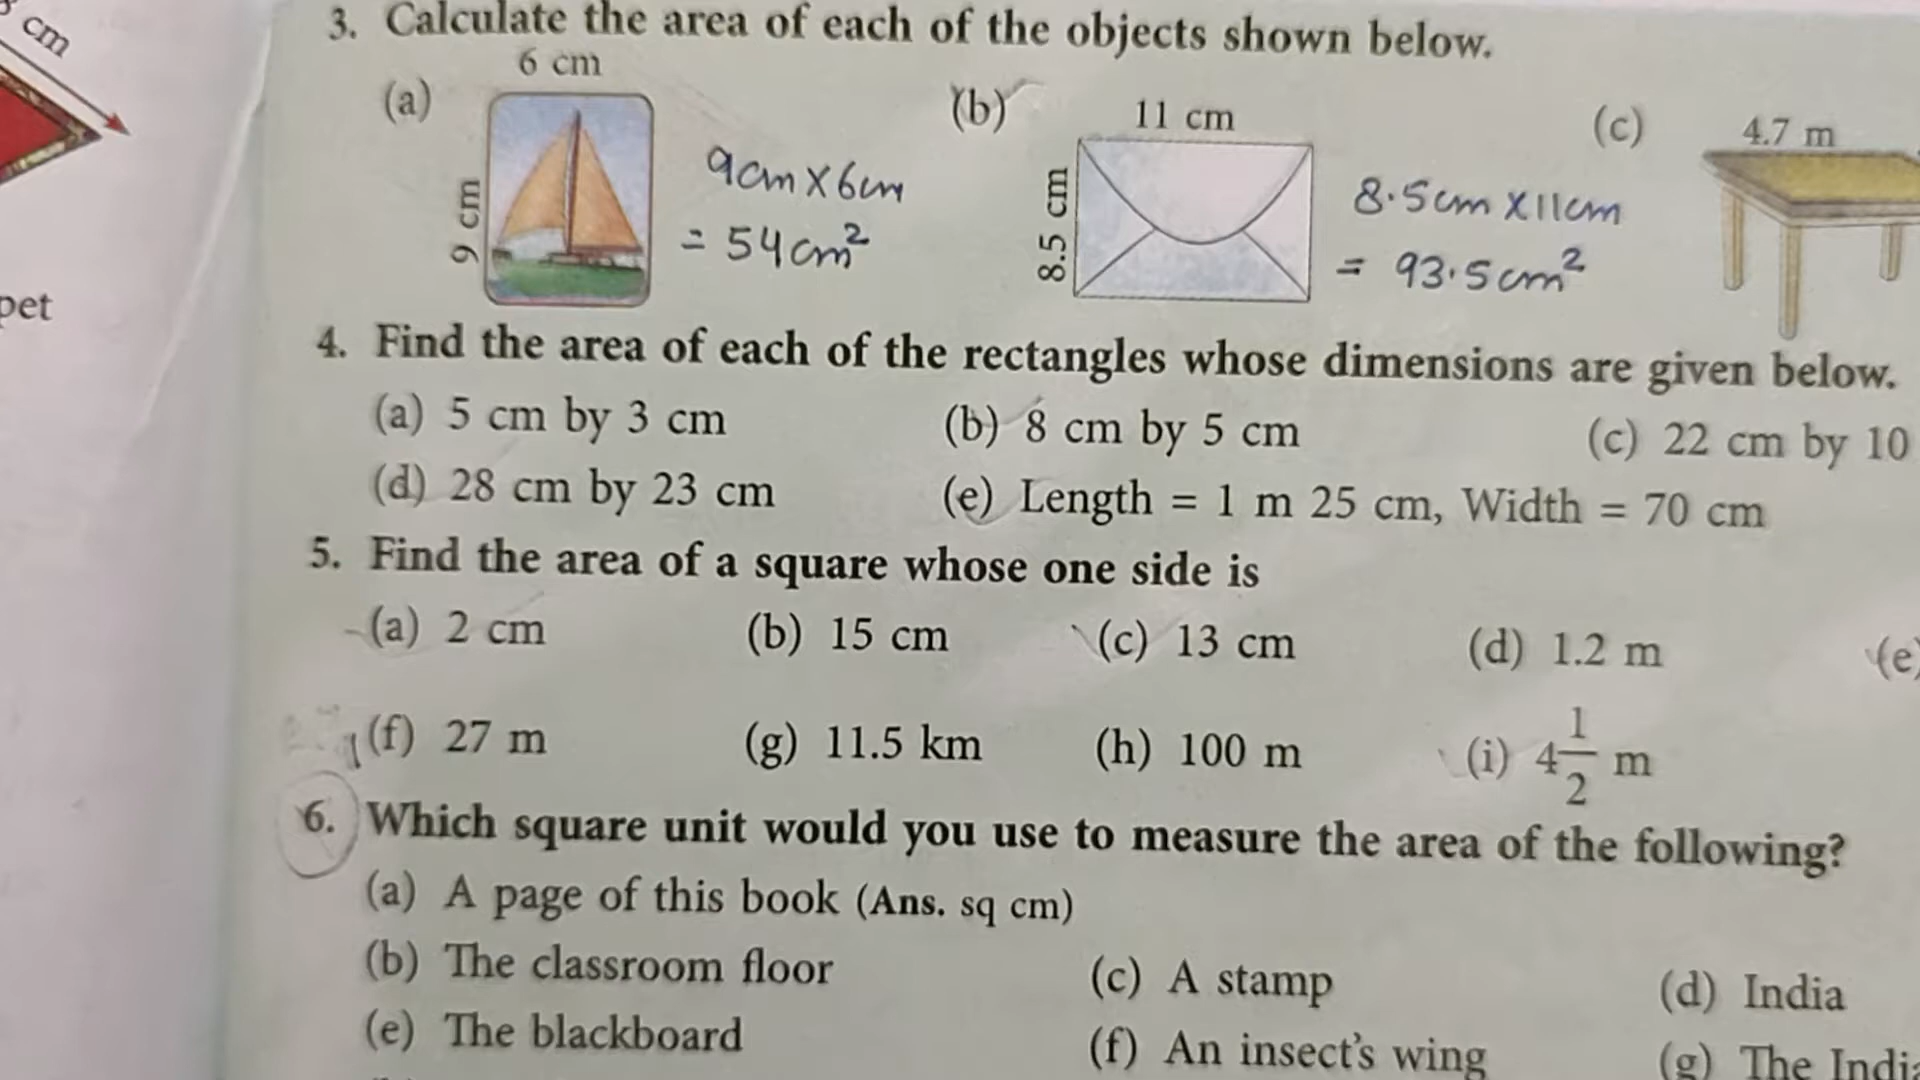 cm
pet
3. Calculate the area of each of the objects shown below.
(a) 6 cm
9 cm
9cm X 6cm
= 54 cm²
(b) 11 cm
8.5 cm
8.5cm X 11cm
= 93.5cm²
(c) 4.7 m
4. Find the area of each of the rectangles whose dimensions are given below.
(a) 5 cm by 3 cm (b) 8 cm by 5 cm (c) 22 cm by 10
(d) 28 cm by 23 cm (e) Length = 1 m 25 cm, Width = 70 cm
5. Find the area of a square whose one side is
(a) 2 cm (b) 15 cm (c) 13 cm (d) 1.2 m (e)
(f) 27 m (g) 11.5 km (h) 100 m (i) 4 1/2 m
6. Which square unit would you use to measure the area of the following?
(a) A page of this book (Ans. sq cm)
(b) The classroom floor (c) A stamp (d) India
(e) The blackboard (f) An insect's wing (g) The